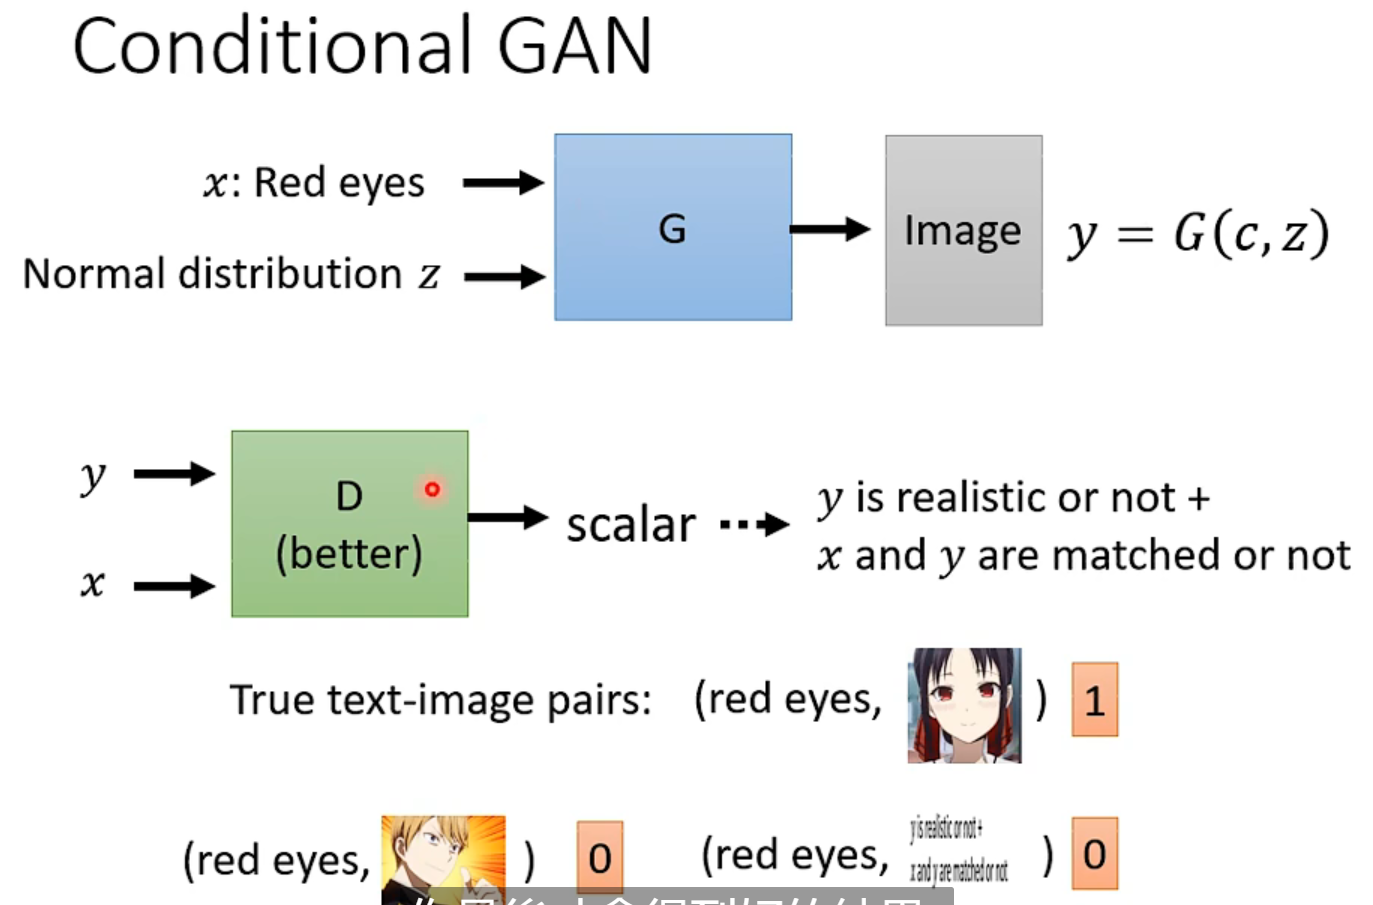 Conditional GAN
x: Red eyes
Normal distribution z
G
Image
y = G(c, z)
y
x
D
(better)
scalar
y is realistic or not +
x and y are matched or not
True text-image pairs: (red eyes, ) 1
(red eyes, ) 0
(red eyes, y is realistic or not +
x and y are matched or not ) 0